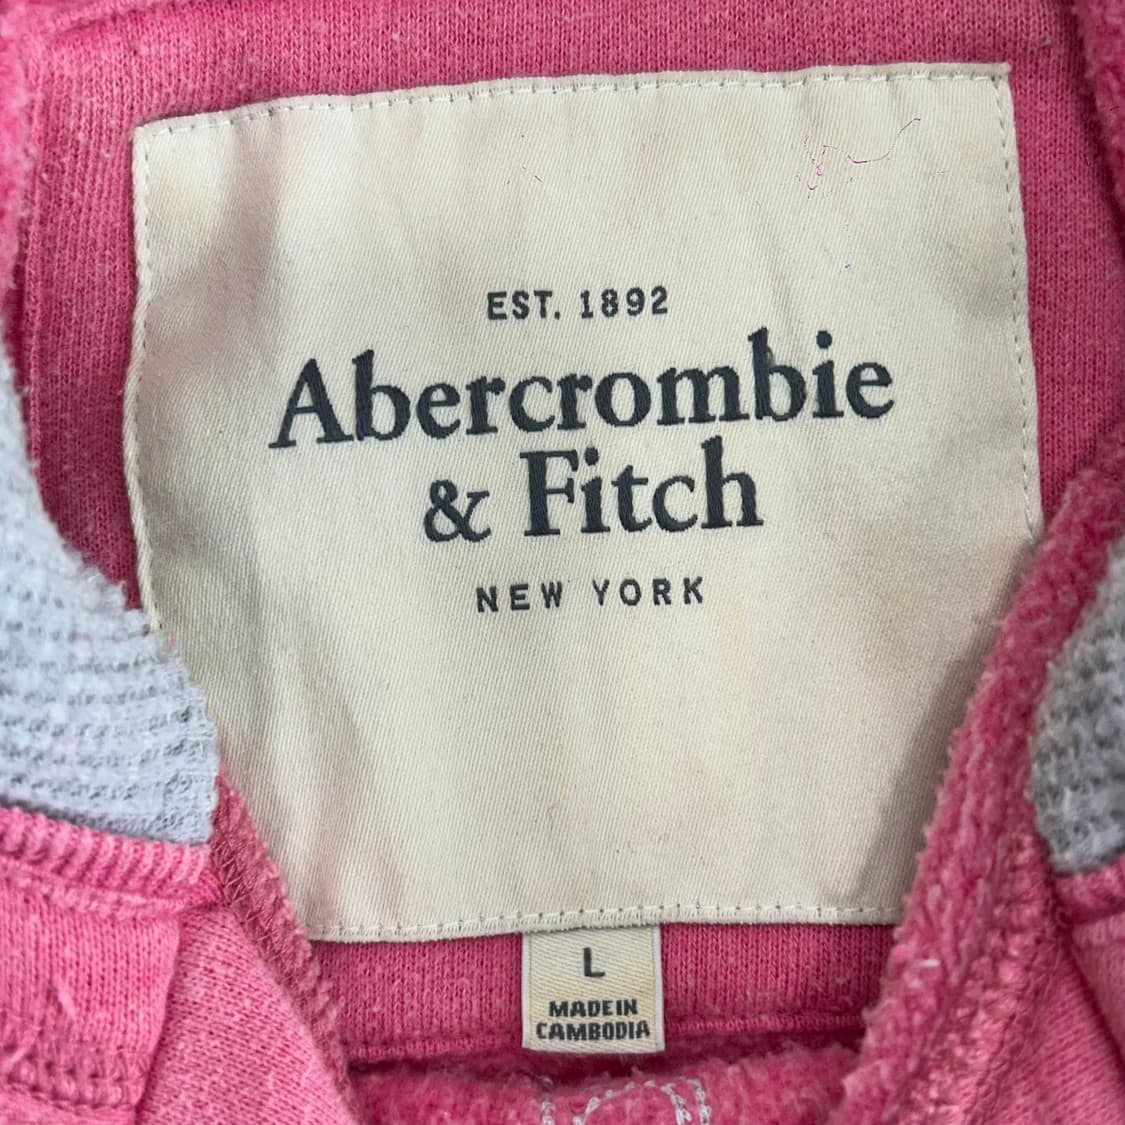 EST. 1892
Abercrombie
& Fitch
NEW YORK
L
MADE IN
CAMBODIA